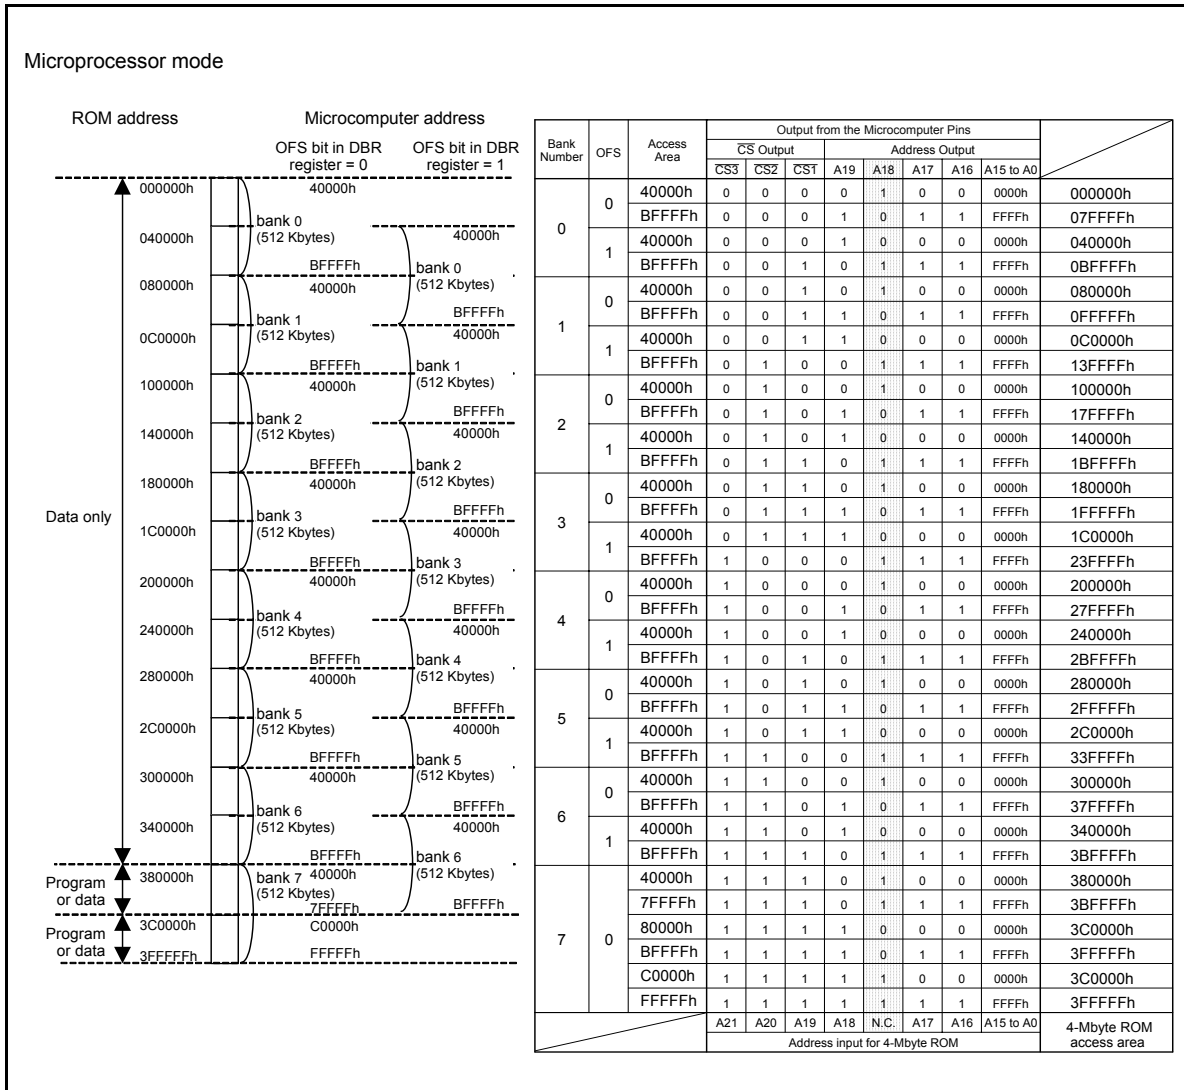 Microprocessor mode
ROM address
Microcomputer address
OFS bit in DBR register = 0
OFS bit in DBR register = 1
000000h
40000h
bank 0
(512 Kbytes)
040000h
40000h
BFFFFh
bank 0
080000h
40000h
(512 Kbytes)
bank 1
BFFFFh
(512 Kbytes)
0C0000h
40000h
BFFFFh
bank 1
100000h
40000h
(512 Kbytes)
bank 2
BFFFFh
140000h
(512 Kbytes)
40000h
BFFFFh
bank 2
180000h
40000h
(512 Kbytes)
Data only
bank 3
BFFFFh
1C0000h
(512 Kbytes)
40000h
BFFFFh
bank 3
200000h
40000h
(512 Kbytes)
bank 4
BFFFFh
240000h
(512 Kbytes)
40000h
BFFFFh
bank 4
280000h
40000h
(512 Kbytes)
bank 5
BFFFFh
2C0000h
(512 Kbytes)
40000h
BFFFFh
bank 5
300000h
40000h
(512 Kbytes)
bank 6
BFFFFh
340000h
(512 Kbytes)
40000h
BFFFFh
bank 6
Program or data
380000h
bank 7
40000h
(512 Kbytes)
(512 Kbytes)
7FFFFh
BFFFFh
Program or data
3C0000h
C0000h
3FFFFFh
FFFFFh
Bank Number
OFS
Access Area
Output from the Microcomputer Pins
CS Output
Address Output
CS3 CS2 CS1 A19 A18 A17 A16 A15 to A0
0 0 40000h 0 0 0 0 1 0 0 0000h 000000h
BFFFFh 0 0 0 1 0 1 1 FFFFh 07FFFFh
1 40000h 0 0 0 1 0 0 0 0000h 040000h
BFFFFh 0 0 1 0 1 1 1 FFFFh 0BFFFFh
1 0 40000h 0 0 1 0 1 0 0 0000h 080000h
BFFFFh 0 0 1 1 0 1 1 FFFFh 0FFFFFh
1 40000h 0 0 1 1 0 0 0 0000h 0C0000h
BFFFFh 0 1 0 0 1 1 1 FFFFh 13FFFFh
2 0 40000h 0 1 0 0 1 0 0 0000h 100000h
BFFFFh 0 1 0 1 0 1 1 FFFFh 17FFFFh
1 40000h 0 1 0 1 0 0 0 0000h 140000h
BFFFFh 0 1 1 0 1 1 1 FFFFh 1BFFFFh
3 0 40000h 0 1 1 0 1 0 0 0000h 180000h
BFFFFh 0 1 1 1 0 1 1 FFFFh 1FFFFFh
1 40000h 0 1 1 1 0 0 0 0000h 1C0000h
BFFFFh 1 0 0 0 1 1 1 FFFFh 23FFFFh
4 0 40000h 1 0 0 0 1 0 0 0000h 200000h
BFFFFh 1 0 0 1 0 1 1 FFFFh 27FFFFh
1 40000h 1 0 0 1 0 0 0 0000h 240000h
BFFFFh 1 0 1 0 1 1 1 FFFFh 2BFFFFh
5 0 40000h 1 0 1 0 1 0 0 0000h 280000h
BFFFFh 1 0 1 1 0 1 1 FFFFh 2FFFFFh
1 40000h 1 0 1 1 0 0 0 0000h 2C0000h
BFFFFh 1 1 0 0 1 1 1 FFFFh 33FFFFh
6 0 40000h 1 1 0 0 1 0 0 0000h 300000h
BFFFFh 1 1 0 1 0 1 1 FFFFh 37FFFFh
1 40000h 1 1 0 1 0 0 0 0000h 340000h
BFFFFh 1 1 1 0 1 1 1 FFFFh 3BFFFFh
7 0 40000h 1 1 1 0 1 0 0 0000h 380000h
7FFFFh 1 1 1 0 1 1 1 FFFFh 3BFFFFh
80000h 1 1 1 1 0 0 0 0000h 3C0000h
BFFFFh 1 1 1 1 0 1 1 FFFFh 3FFFFFh
C0000h 1 1 1 1 1 0 0 0000h 3C0000h
FFFFFh 1 1 1 1 1 1 1 FFFFh 3FFFFFh
A21 A20 A19 A18 N.C. A17 A16 A15 to A0
Address input for 4-Mbyte ROM
4-Mbyte ROM access area